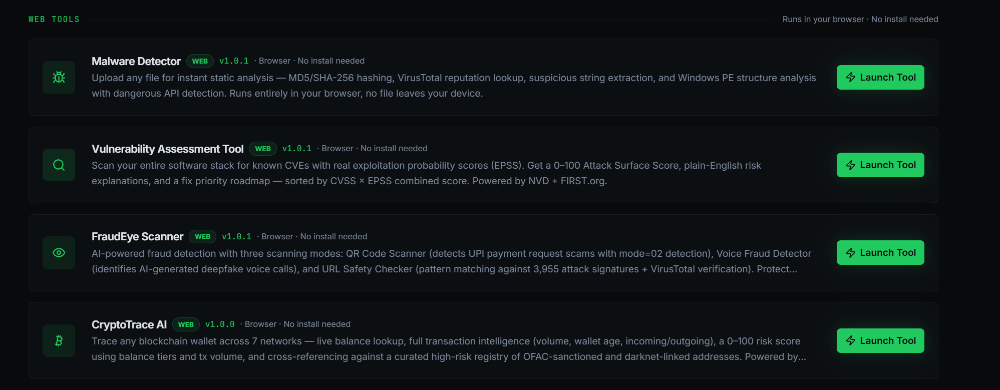 WEB TOOLS
Runs in your browser · No install needed
Malware Detector WEB v1.0.1 · Browser · No install needed
Upload any file for instant static analysis — MD5/SHA-256 hashing, VirusTotal reputation lookup, suspicious string extraction, and Windows PE structure analysis
with dangerous API detection. Runs entirely in your browser, no file leaves your device.
Launch Tool
Vulnerability Assessment Tool WEB v1.0.1 · Browser · No install needed
Scan your entire software stack for known CVEs with real exploitation probability scores (EPSS). Get a 0–100 Attack Surface Score, plain-English risk
explanations, and a fix priority roadmap — sorted by CVSS × EPSS combined score. Powered by NVD + FIRST.org.
Launch Tool
FraudEye Scanner WEB v1.0.1 · Browser · No install needed
AI-powered fraud detection with three scanning modes: QR Code Scanner (detects UPI payment request scams with mode=02 detection), Voice Fraud Detector
(identifies AI-generated deepfake voice calls), and URL Safety Checker (pattern matching against 3,955 attack signatures + VirusTotal verification). Protect...
Launch Tool
CryptoTrace AI WEB v1.0.0 · Browser · No install needed
Trace any blockchain wallet across 7 networks — live balance lookup, full transaction intelligence (volume, wallet age, incoming/outgoing), a 0–100 risk score
using balance tiers and tx volume, and cross-referencing against a curated high-risk registry of OFAC-sanctioned and darknet-linked addresses. Powered by...
Launch Tool